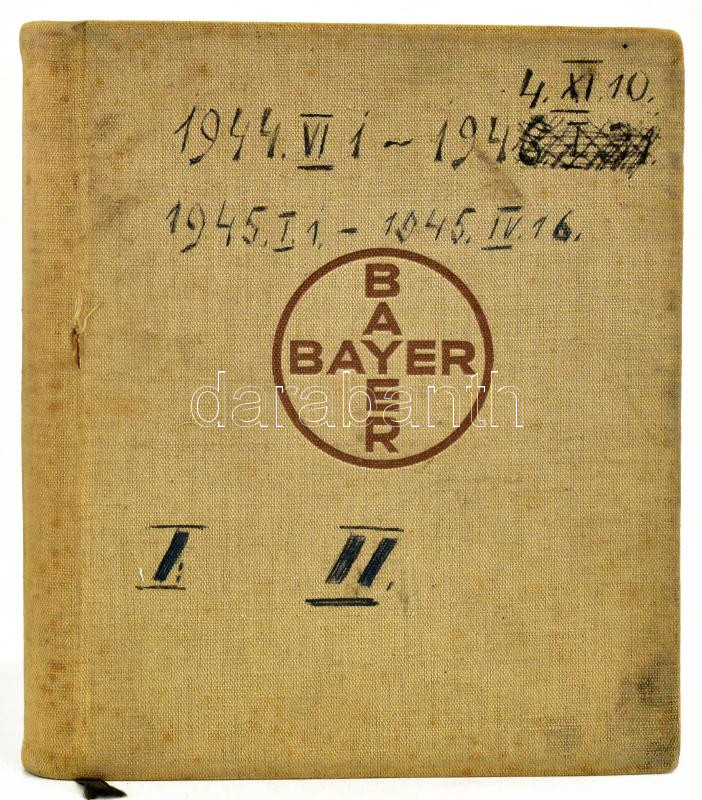 4. XI. 10.
1944. VI 1 ~ 194
1945. I 1. - 1945. IV. 16.
BAYER
BAYER
darabanth
I. II.